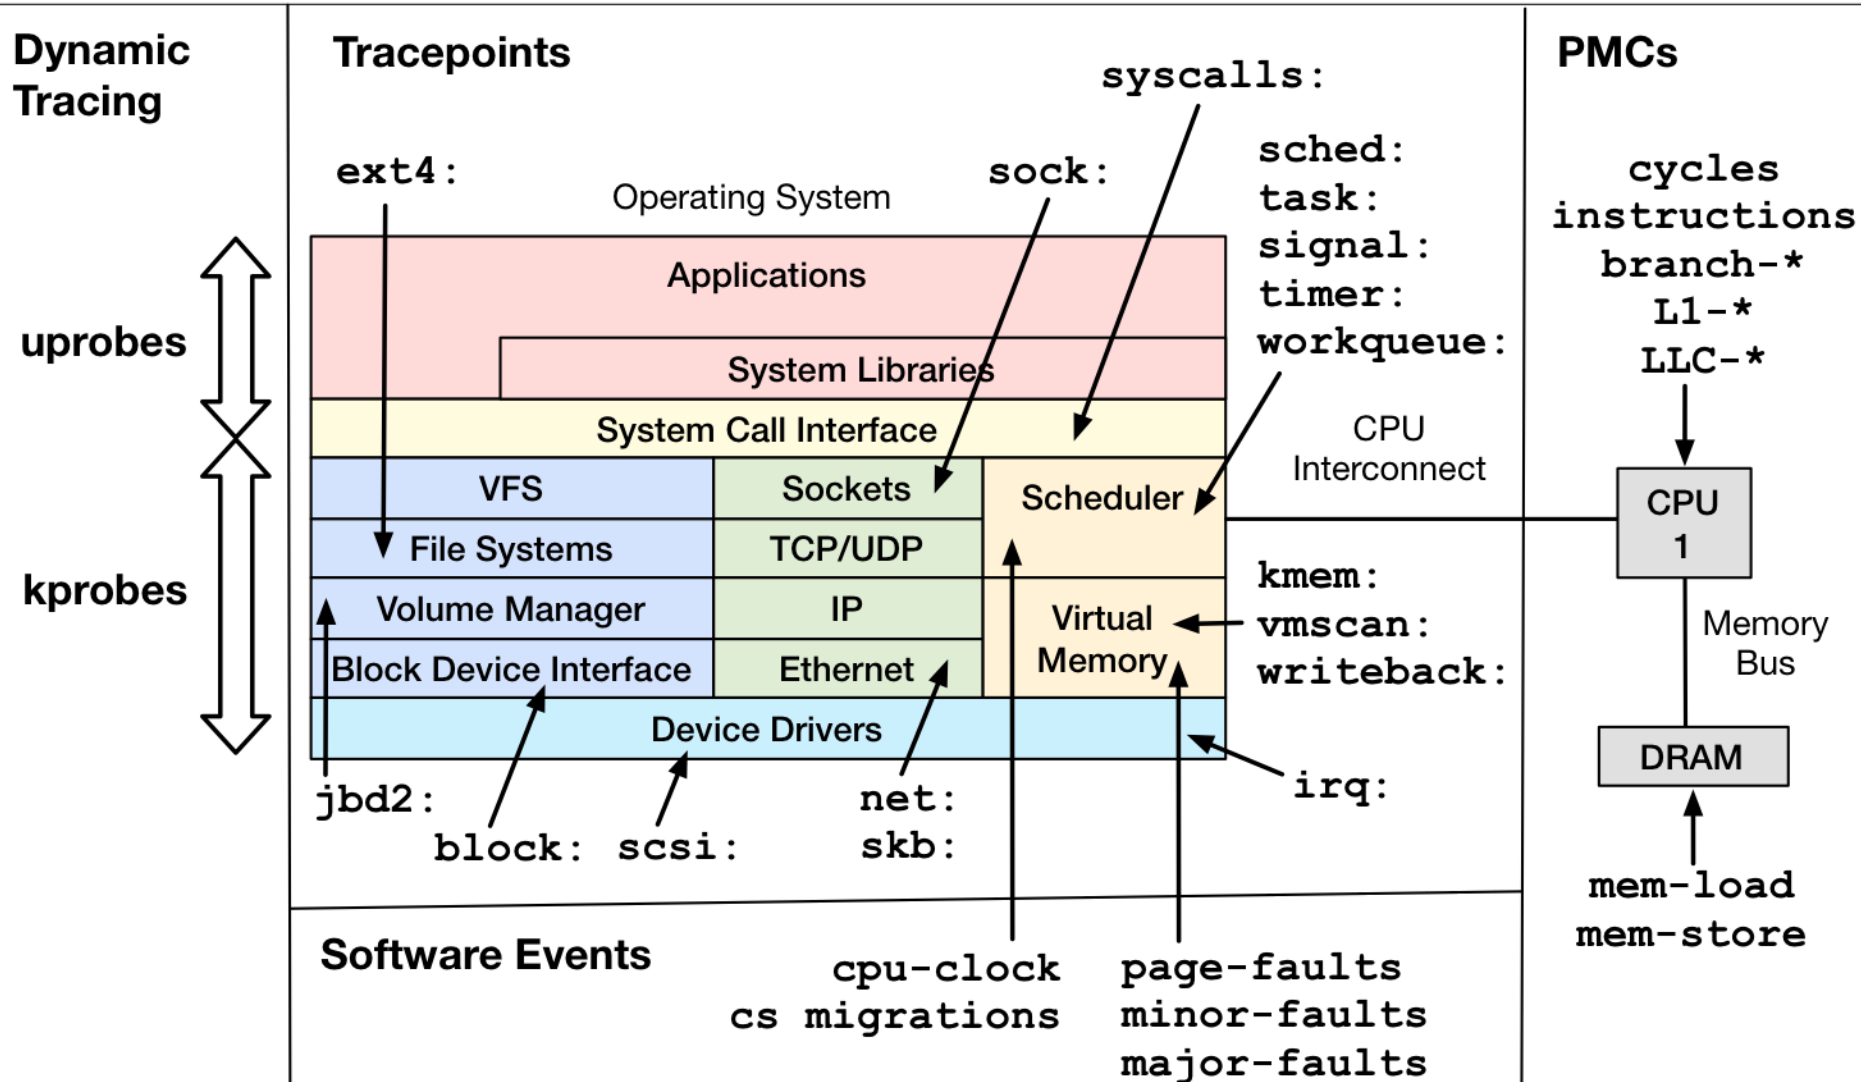 Dynamic
Tracing
uprobes
kprobes
Tracepoints
syscalls:
ext4:
Operating System
sock:
sched:
task:
signal:
timer:
workqueue:
Applications
System Libraries
System Call Interface
VFS
Sockets
Scheduler
File Systems
TCP/UDP
Volume Manager
IP
Virtual
Memory
Block Device Interface
Ethernet
Device Drivers
CPU
Interconnect
kmem:
vmscan:
writeback:
irq:
jbd2:
block:
scsi:
net:
skb:
Software Events
cpu-clock
cs migrations
page-faults
minor-faults
major-faults
PMCs
cycles
instructions
branch-*
L1-*
LLC-*
CPU
1
Memory
Bus
DRAM
mem-load
mem-store